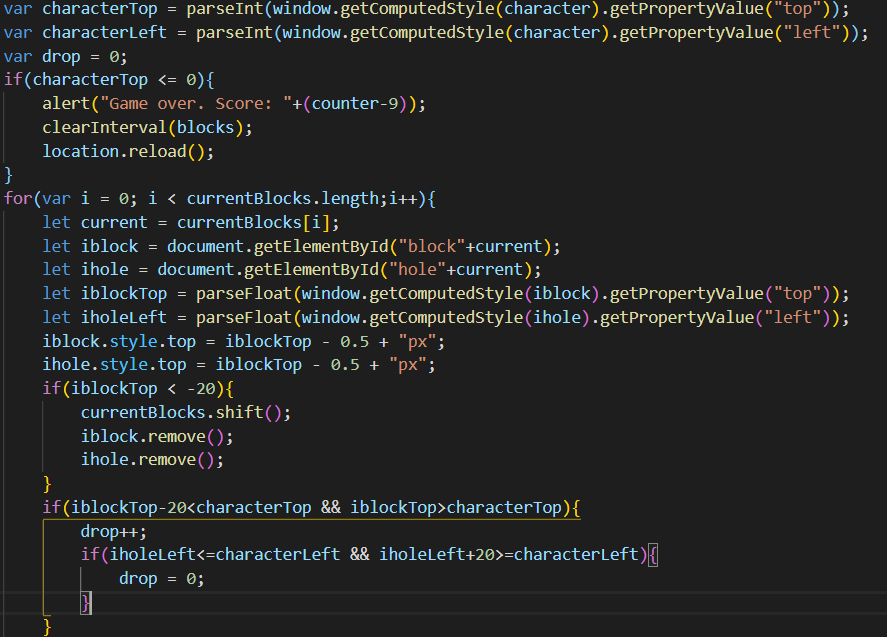 var characterTop = parseInt(window.getComputedStyle(character).getPropertyValue("top"));
var characterLeft = parseInt(window.getComputedStyle(character).getPropertyValue("left"));
var drop = 0;
if(characterTop <= 0){
    alert("Game over. Score: "+(counter-9));
    clearInterval(blocks);
    location.reload();
}
for(var i = 0; i < currentBlocks.length;i++){
    let current = currentBlocks[i];
    let iblock = document.getElementById("block"+current);
    let ihole = document.getElementById("hole"+current);
    let iblockTop = parseFloat(window.getComputedStyle(iblock).getPropertyValue("top"));
    let iholeLeft = parseFloat(window.getComputedStyle(ihole).getPropertyValue("left"));
    iblock.style.top = iblockTop - 0.5 + "px";
    ihole.style.top = iblockTop - 0.5 + "px";
    if(iblockTop < -20){
        currentBlocks.shift();
        iblock.remove();
        ihole.remove();
    }
    if(iblockTop-20<characterTop && iblockTop>characterTop){
        drop++;
        if(iholeLeft<=characterLeft && iholeLeft+20>=characterLeft){
            drop = 0;
        }
    }